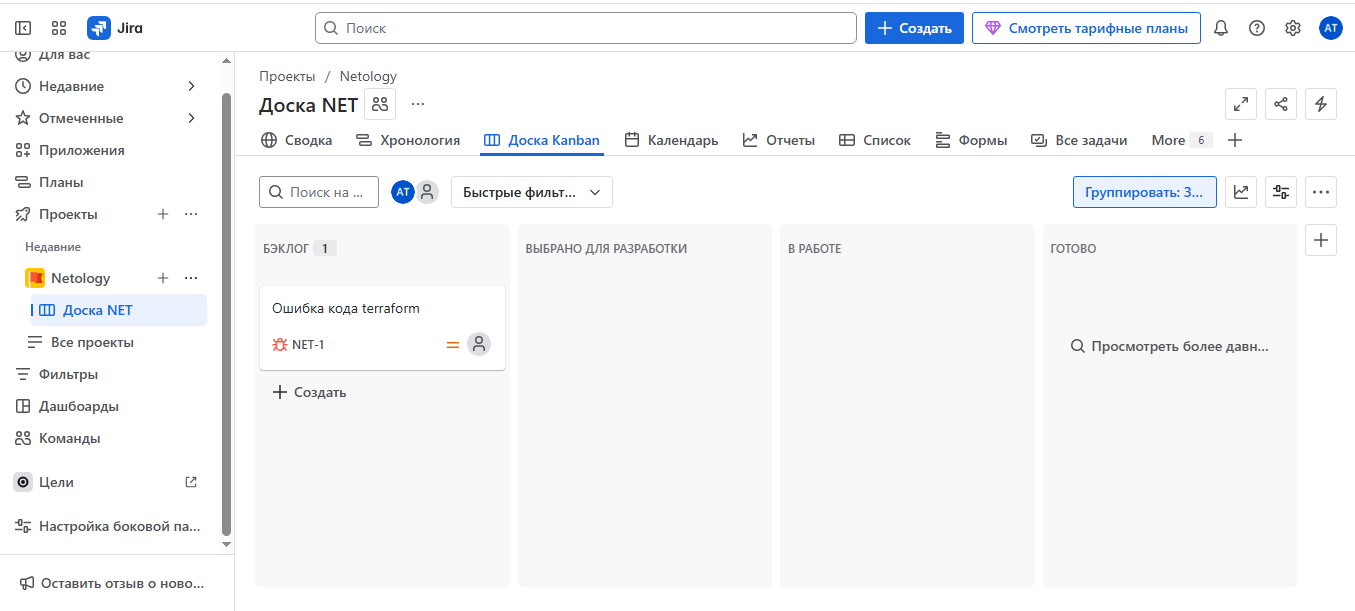 Jira
Поиск
Создать
Смотреть тарифные планы
АТ
Для вас
Недавние
Отмеченные
Приложения
Планы
Проекты
Недавние
Netology
Доска NET
Все проекты
Фильтры
Дашбоарды
Команды
Цели
Настройка боковой па...
Оставить отзыв о ново...
Проекты / Netology
Доска NET
Сводка
Хронология
Доска Kanban
Календарь
Отчеты
Список
Формы
Все задачи
More 6
Поиск на ...
АТ
Быстрые фильт...
Группировать: З...
БЭКЛОГ 1
Ошибка кода terraform
NET-1
Создать
ВЫБРАНО ДЛЯ РАЗРАБОТКИ
В РАБОТЕ
ГОТОВО
Просмотреть более давн...